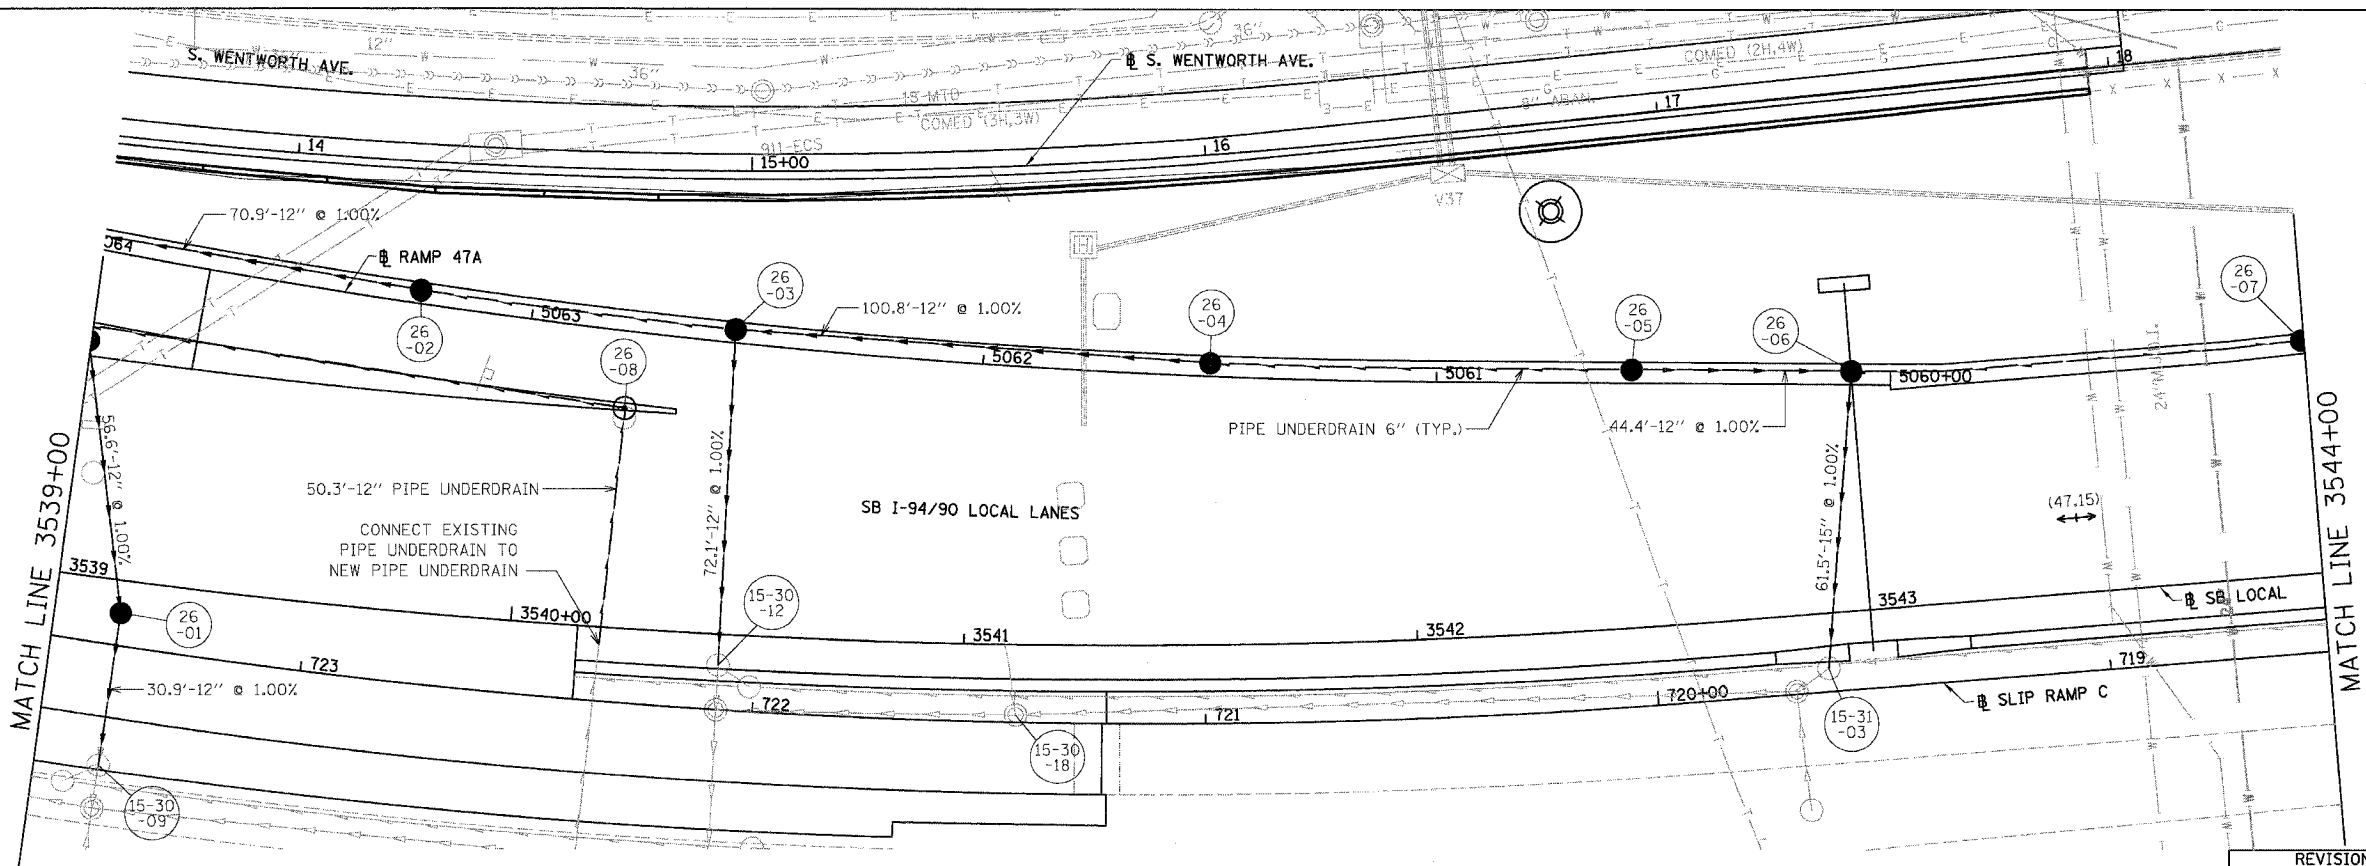 36"
12"
W
S. WENTWORTH AVE.
36"
℄ S. WENTWORTH AVE.
COMED (2H,4W)
18
COMED (3H,3W)
8" ABAN.
17
14
911-ECS
15+00
16
V37
70.9'-12" @ 1.00%
℄ RAMP 47A
26
-03
26
-07
100.8'-12" @ 1.00%
26
-04
26
-05
26
-06
5063
26
-02
26
-08
5062
5061
5060+00
24"
PIPE UNDERDRAIN 6" (TYP.)
44.4'-12" @ 1.00%
MATCH LINE 3539+00
56.6'-12" @ 1.00%
50.3'-12" PIPE UNDERDRAIN
CONNECT EXISTING
PIPE UNDERDRAIN TO
NEW PIPE UNDERDRAIN
72.1'-12" @ 1.00%
SB I-94/90 LOCAL LANES
61.5'-15" @ 1.00%
(47.15)
MATCH LINE 3544+00
3539
26
-01
3540+00
15-30
-12
3541
3542
3543
℄ SB LOCAL
723
30.9'-12" @ 1.00%
722
721
720+00
719
℄ SLIP RAMP C
15-30
-18
15-31
-03
15-30
-09